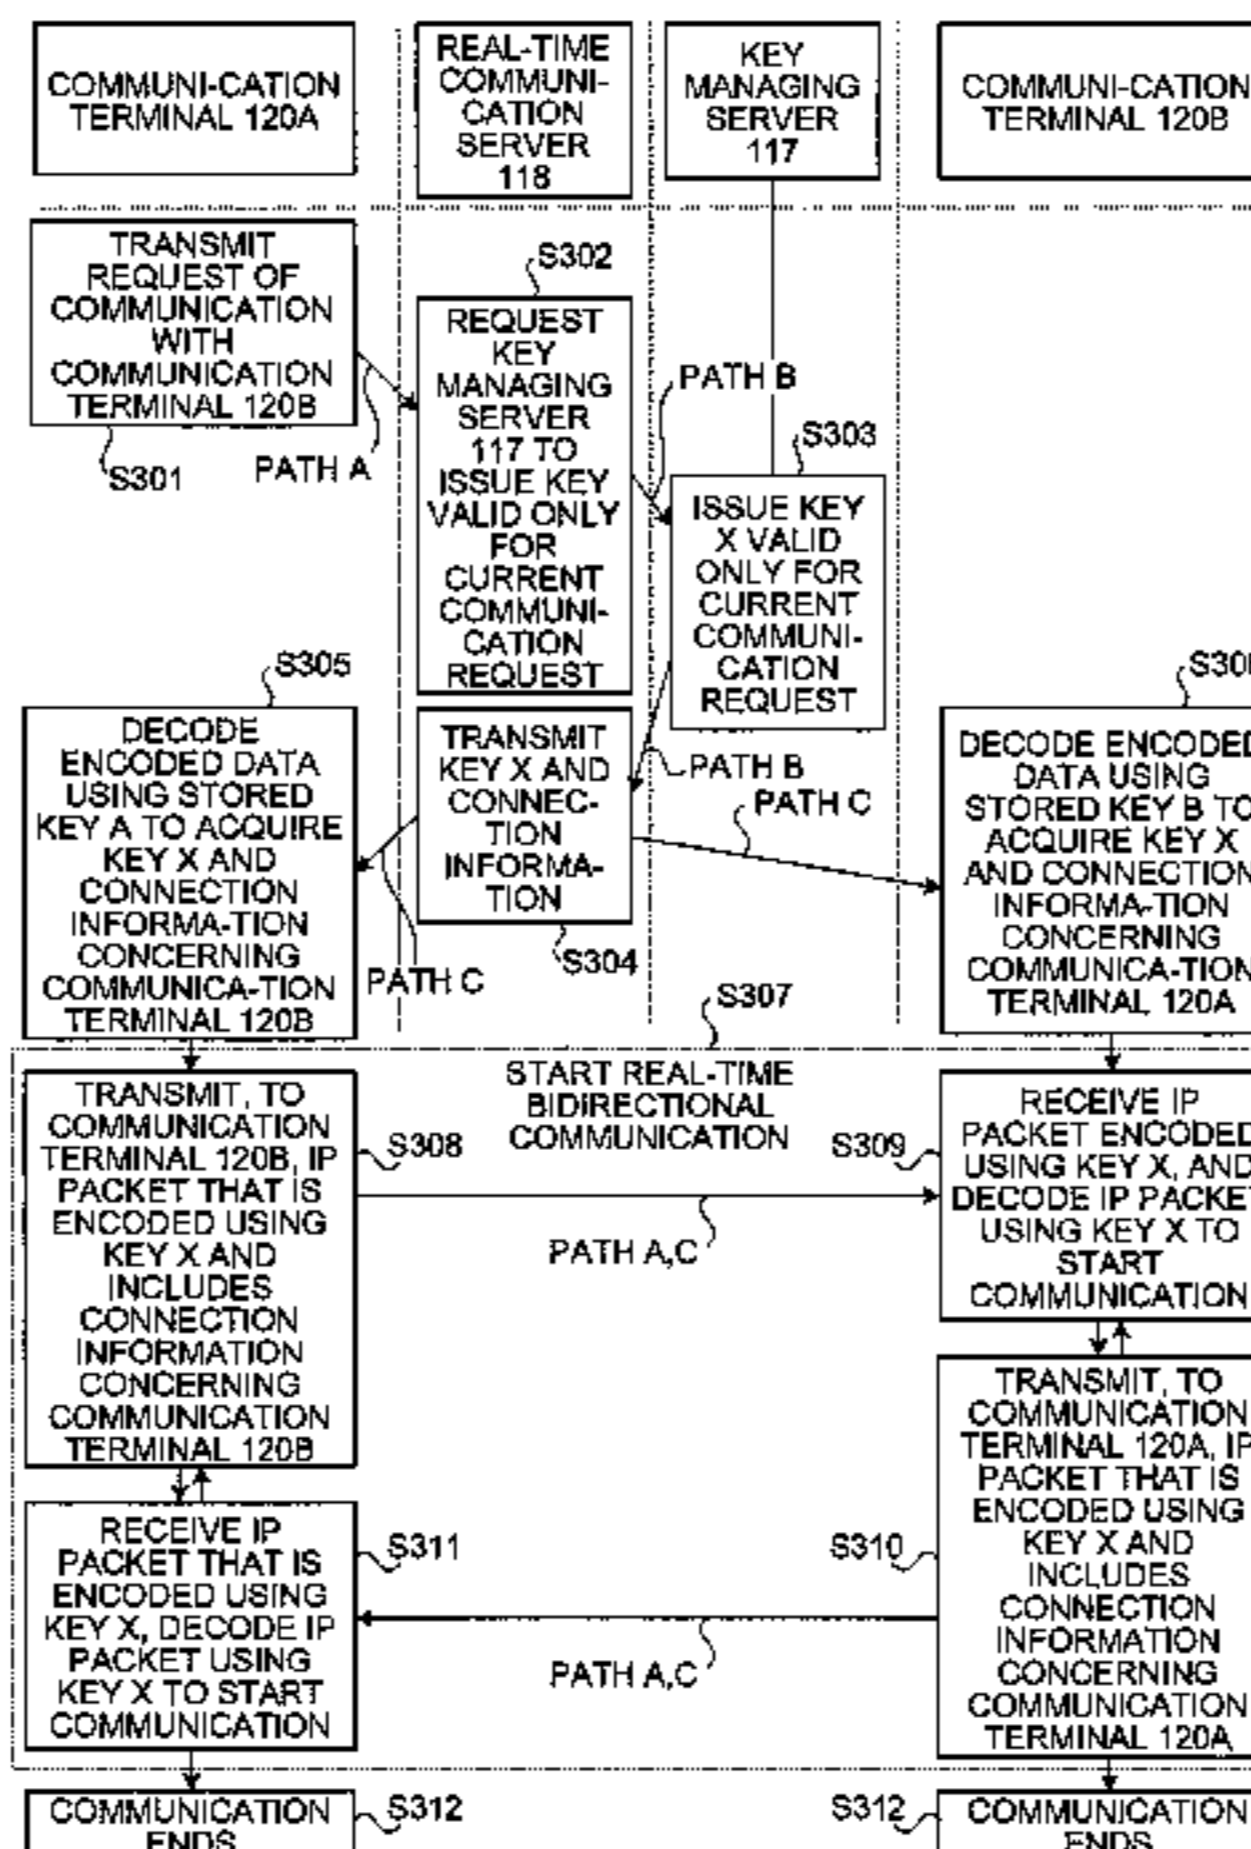 COMMUNI-CATION
TERMINAL 120A
REAL-TIME
COMMUNI-
CATION
SERVER
118
KEY
MANAGING
SERVER
117
COMMUNI-CATION
TERMINAL 120B
TRANSMIT
REQUEST OF
COMMUNICATION
WITH
COMMUNICATION
TERMINAL 120B
S301
PATH A
S302
REQUEST
KEY
MANAGING
SERVER
117 TO
ISSUE KEY
VALID ONLY
FOR
CURRENT
COMMUNI-
CATION
REQUEST
PATH B
S303
ISSUE KEY
X VALID
ONLY FOR
CURRENT
COMMUNI-
CATION
REQUEST
TRANSMIT
KEY X AND
CONNEC-
TION
INFORMA-
TION
S304
PATH B
PATH C
S305
DECODE
ENCODED DATA
USING STORED
KEY A TO ACQUIRE
KEY X AND
CONNECTION
INFORMA-TION
CONCERNING
COMMUNICA-TION
TERMINAL 120B
PATH C
DECODE ENCODED
DATA USING
STORED KEY B TO
ACQUIRE KEY X
AND CONNECTION
INFORMA-TION
CONCERNING
COMMUNICA-TION
TERMINAL 120A
S307
START REAL-TIME
BIDIRECTIONAL
COMMUNICATION
TRANSMIT, TO
COMMUNICATION
TERMINAL 120B, IP
PACKET THAT IS
ENCODED USING
KEY X AND
INCLUDES
CONNECTION
INFORMATION
CONCERNING
COMMUNICATION
TERMINAL 120B
S308
PATH A,C
S309
RECEIVE IP
PACKET ENCODED
USING KEY X, AND
DECODE IP PACKET
USING KEY X TO
START
COMMUNICATION
RECEIVE IP
PACKET THAT IS
ENCODED USING
KEY X, DECODE IP
PACKET USING
KEY X TO START
COMMUNICATION
S311
PATH A,C
S310
TRANSMIT, TO
COMMUNICATION
TERMINAL 120A, IP
PACKET THAT IS
ENCODED USING
KEY X AND
INCLUDES
CONNECTION
INFORMATION
CONCERNING
COMMUNICATION
TERMINAL 120A
COMMUNICATION
ENDS
S312
S312
COMMUNICATION
ENDS